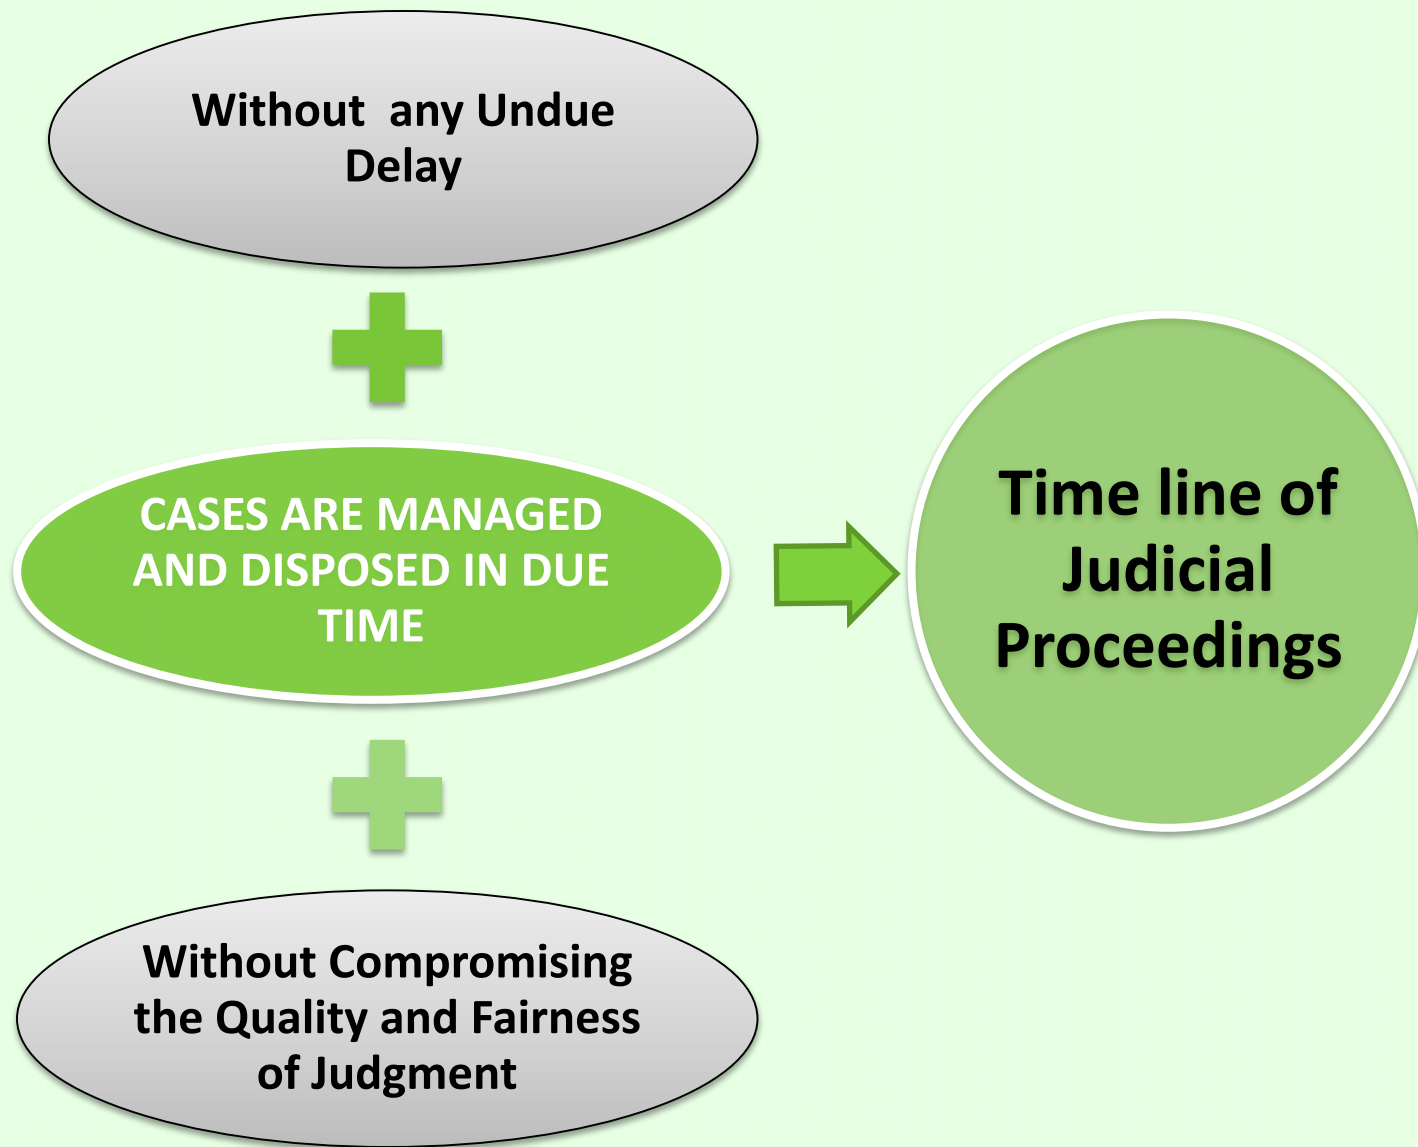 Without  any Undue
Delay
CASES ARE MANAGED
AND DISPOSED IN DUE
TIME
Time line of
Judicial
Proceedings
Without Compromising
the Quality and Fairness
of Judgment